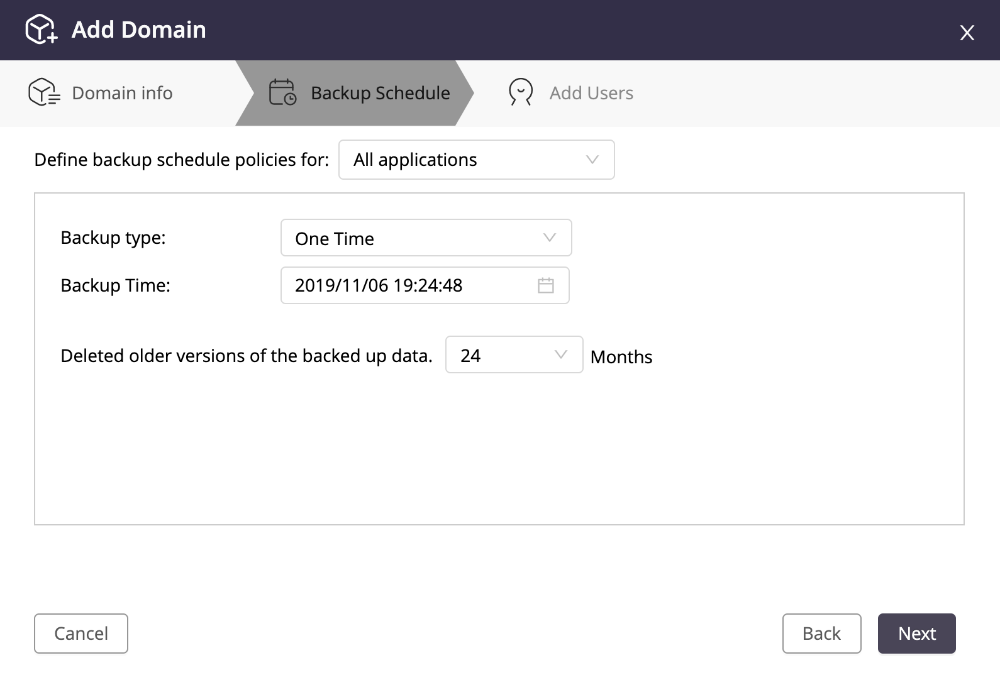 Add Domain
Domain info
Backup Schedule
Add Users
Define backup schedule policies for: All applications
Backup type: One Time
Backup Time: 2019/11/06 19:24:48
Deleted older versions of the backed up data. 24 Months
Cancel Back Next